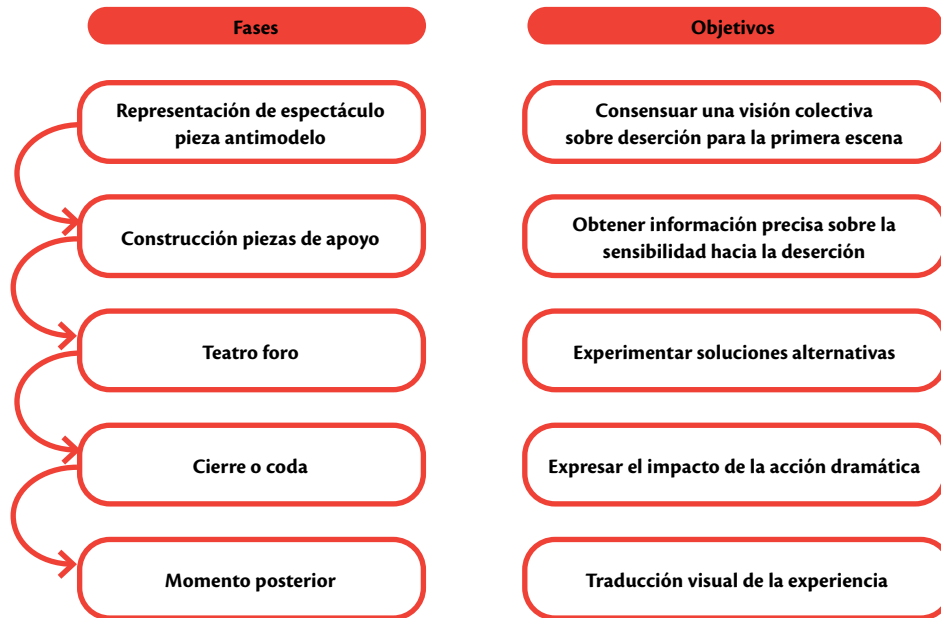 Fases
Objetivos
Representación de espectáculo
pieza antimodelo
Consensuar una visión colectiva
sobre deserción para la primera escena
Construcción piezas de apoyo
Obtener información precisa sobre la
sensibilidad hacia la deserción
Teatro foro
Experimentar soluciones alternativas
Cierre o coda
Expresar el impacto de la acción dramática
Momento posterior
Traducción visual de la experiencia